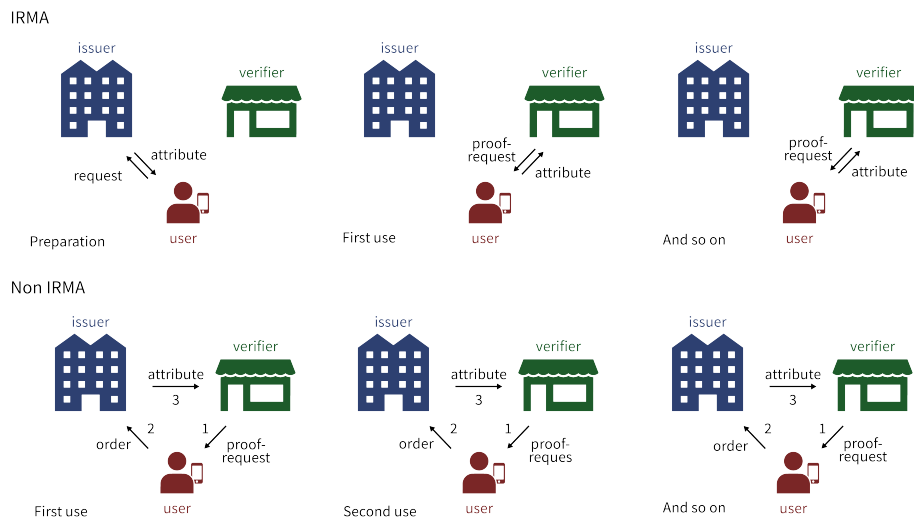 IRMA
issuer
verifier
attribute
request
user
Preparation
issuer
verifier
proof-
request
attribute
user
First use
issuer
verifier
proof-
request
attribute
user
And so on
Non IRMA
issuer
verifier
attribute
3
2
1
order
proof-
request
user
First use
issuer
verifier
attribute
3
2
1
order
proof-
reques
user
Second use
issuer
verifier
attribute
3
2
1
order
proof-
request
user
And so on